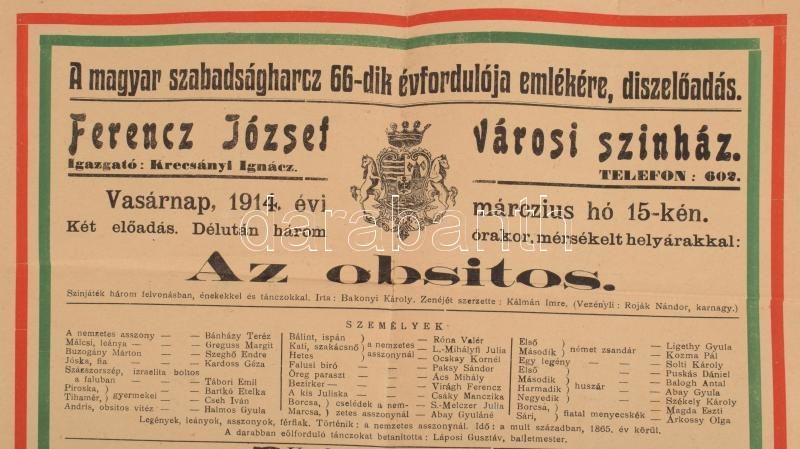 A magyar szabadságharcz 66-dik évfordulója emlékére, diszelőadás.
Ferencz József Városi szinház.
Igazgató: Krecsányi Ignácz. TELEFON: 602.
Vasárnap, 1914. évi márczius hó 15-kén.
Két előadás. Délután három órakor, mérsékelt helyárakkal:
Az obsitos.
Szinjáték három felvonásban, énekekkel és tánczokkal. Irta: Bakonyi Károly. Zenéjét szerzette: Kálmán Imre. (Vezényli: Roják Nándor, karnagy.)
SZEMÉLYEK:
A nemzetes asszony — — Bánházy Teréz
Málcsi, leánya — — — Greguss Margit
Buzogány Márton — — Szeghő Endre
Jóska, fia — — — Kardoss Géza
Szászorszép, izraelita boltos
a faluban — — — Tábori Emil
Piroska, } gyermekei — — Bartkó Etelka
Tihamér, Cseh Iván
Andris, obsitos vitéz — — Halmos Gyula
Bálint, ispán } a nemzetes — Róna Valér
Kati, szakácsnő asszonynál — L.-Mihályfi Julia
Hetes Ocskay Kornél
Falusi biró — — — Paksy Sándor
Öreg paraszt — — — Ács Mihály
Bezirker — — — — Virágh Ferencz
A kis Juliska — — — Csáky Manczika
Borcsa, } cselédek a nem- S.-Melczer Julia
Marcsa, zetes asszonynál Abay Gyuláné
Első } német zsandár — Ligethy Gyula
Második Kozma Pál
Egy legény — — — Solti Károly
Első } huszár — — Puskás Dániel
Második Balogh Antal
Harmadik Abay Gyula
Negyedik Székely Károly
Borcsa, } fiatal menyecskék Magda Eszti
Sári, Árkossy Olga
Legények, leányok, asszonyok, férfiak. Történik: a nemzetes asszonynál. Idő: a mult században, 1865. év körül.
A darabban előforduló tánczokat betanitotta: Láposi Gusztáv, balletmester.
darabanth